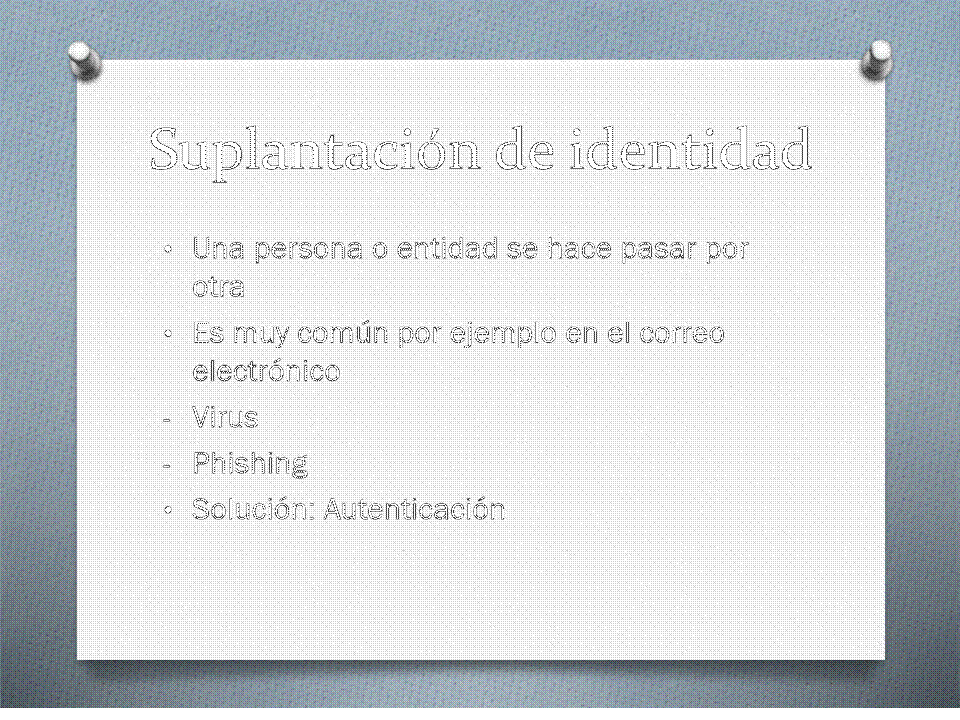 Suplantación de identidad
• Una persona o entidad se hace pasar por
otra
• Es muy común por ejemplo en el correo
electrónico
- Virus
- Phishing
• Solución: Autenticación